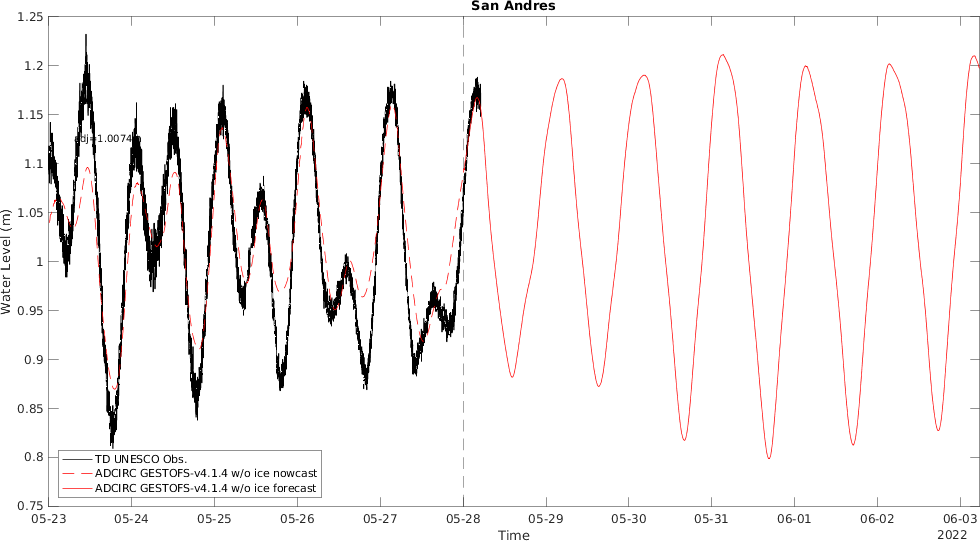 San Andres
1.25
1.2
1.15
1.1
1.05
1
0.95
0.9
0.85
0.8
0.75
Water Level (m)
adj=1.0074
TD UNESCO Obs.
ADCIRC GESTOFS-v4.1.4 w/o ice nowcast
ADCIRC GESTOFS-v4.1.4 w/o ice forecast
05-23 05-24 05-25 05-26 05-27 05-28 05-29 05-30 05-31 06-01 06-02 06-03
Time
2022